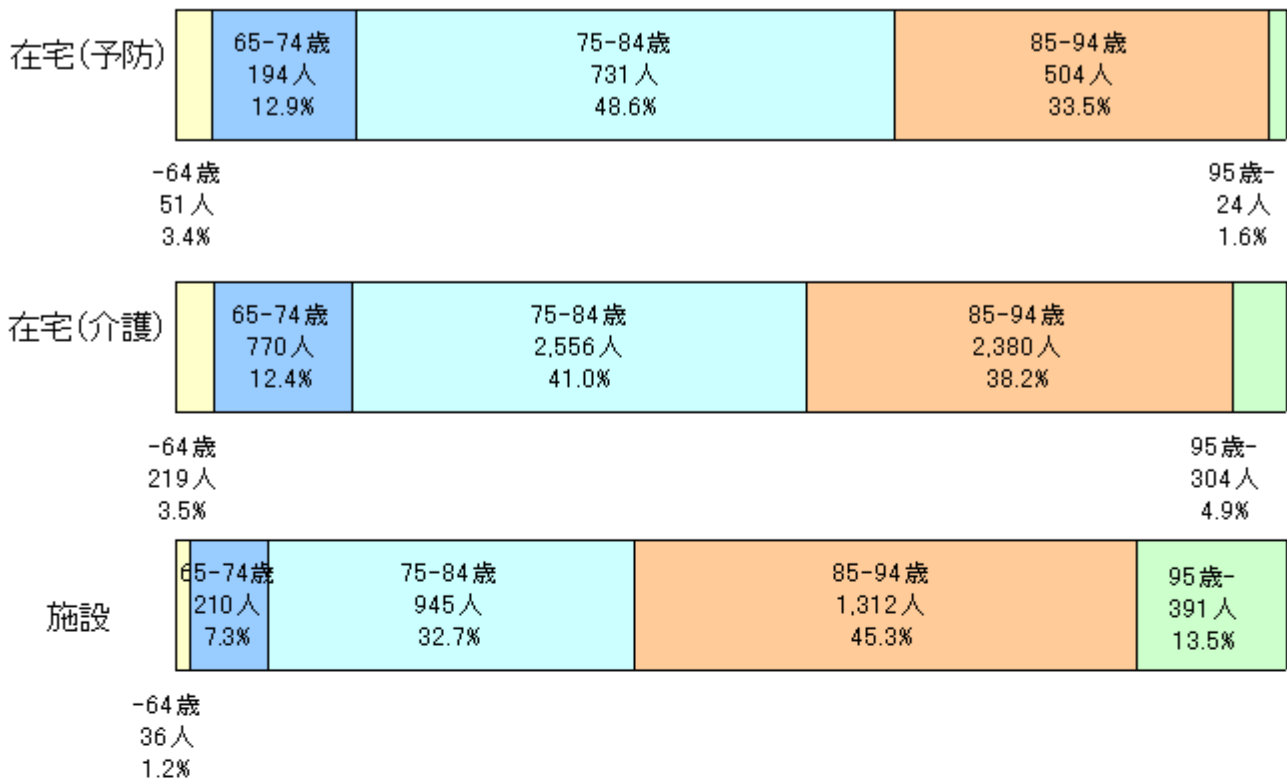 在宅(予防)
65-74歳
194人
12.9%
75-84歳
731人
48.6%
85-94歳
504人
33.5%
-64歳
51人
3.4%
95歳-
24人
1.6%
在宅(介護)
65-74歳
770人
12.4%
75-84歳
2,556人
41.0%
85-94歳
2,380人
38.2%
-64歳
219人
3.5%
95歳-
304人
4.9%
施設
65-74歳
210人
7.3%
75-84歳
945人
32.7%
85-94歳
1,312人
45.3%
95歳-
391人
13.5%
-64歳
36人
1.2%